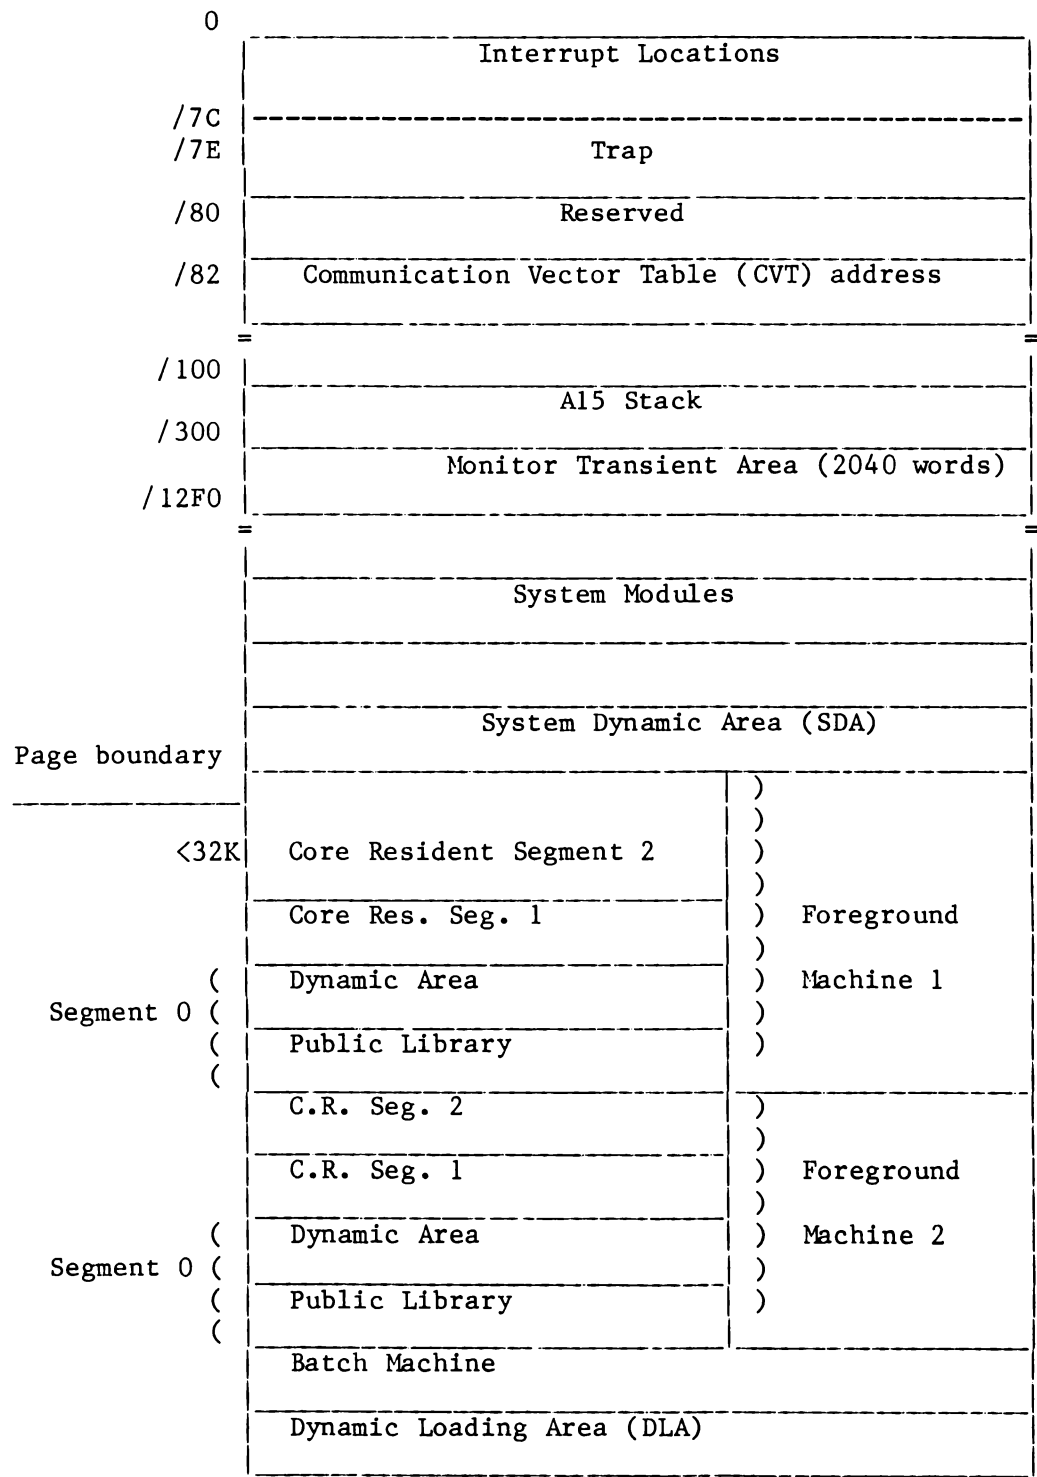 0
Interrupt Locations
/7C
/7E Trap
/80 Reserved
/82 Communication Vector Table (CVT) address
= =
/100
A15 Stack
/300
Monitor Transient Area (2040 words)
/12F0
= =
System Modules
System Dynamic Area (SDA)
Page boundary
)
)
<32K Core Resident Segment 2 )
)
Core Res. Seg. 1 ) Foreground
)
( Dynamic Area ) Machine 1
Segment 0 ( )
( Public Library )
(
C.R. Seg. 2 )
)
C.R. Seg. 1 ) Foreground
)
( Dynamic Area ) Machine 2
Segment 0 ( )
( Public Library )
(
Batch Machine
Dynamic Loading Area (DLA)